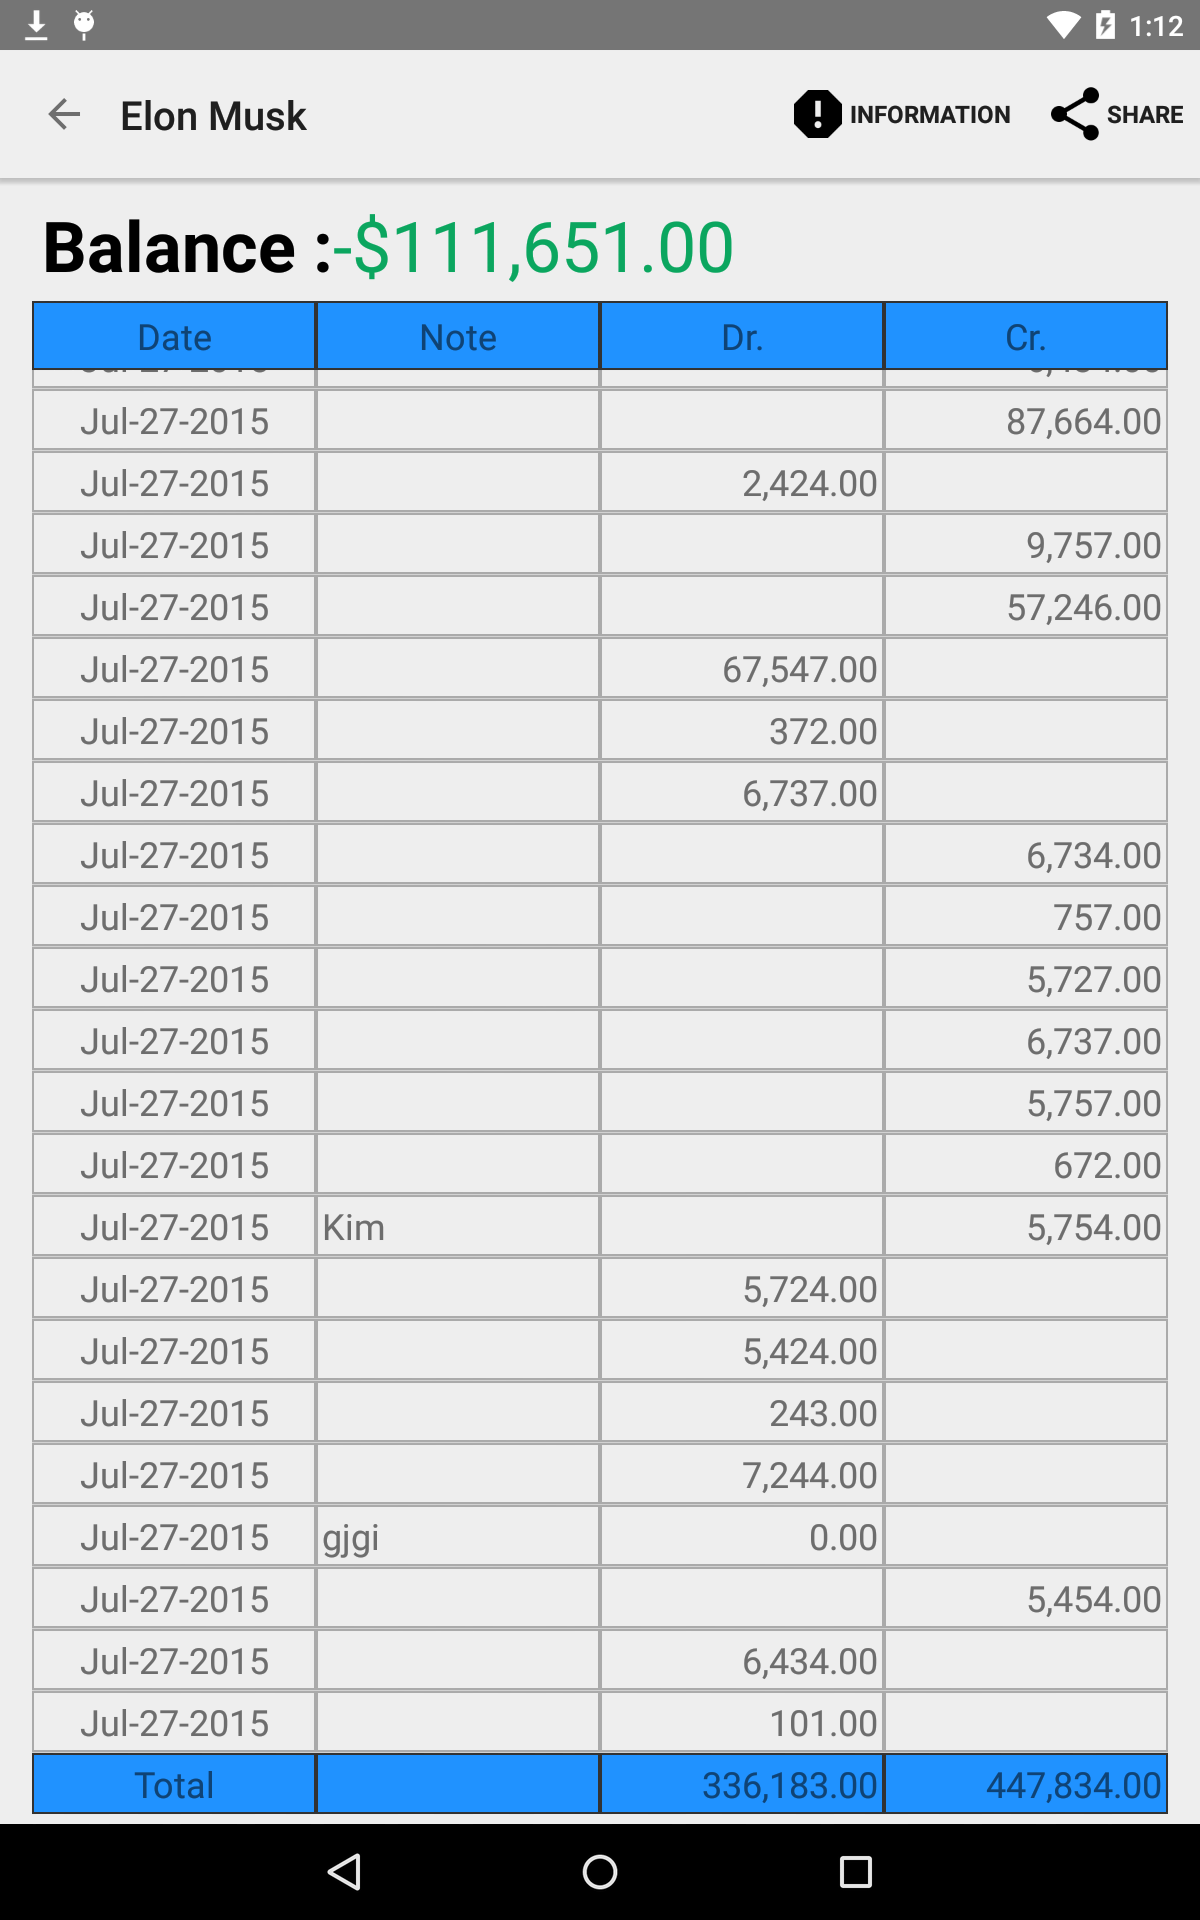 1:12
Elon Musk INFORMATION SHARE
Balance :-$111,651.00
Date Note Dr. Cr.
Jul-27-2015
Jul-27-2015 87,664.00
Jul-27-2015 2,424.00
Jul-27-2015 9,757.00
Jul-27-2015 57,246.00
Jul-27-2015 67,547.00
Jul-27-2015 372.00
Jul-27-2015 6,737.00
Jul-27-2015 6,734.00
Jul-27-2015 757.00
Jul-27-2015 5,727.00
Jul-27-2015 6,737.00
Jul-27-2015 5,757.00
Jul-27-2015 672.00
Jul-27-2015 Kim 5,754.00
Jul-27-2015 5,724.00
Jul-27-2015 5,424.00
Jul-27-2015 243.00
Jul-27-2015 7,244.00
Jul-27-2015 gjgi 0.00
Jul-27-2015 5,454.00
Jul-27-2015 6,434.00
Jul-27-2015 101.00
Total 336,183.00 447,834.00